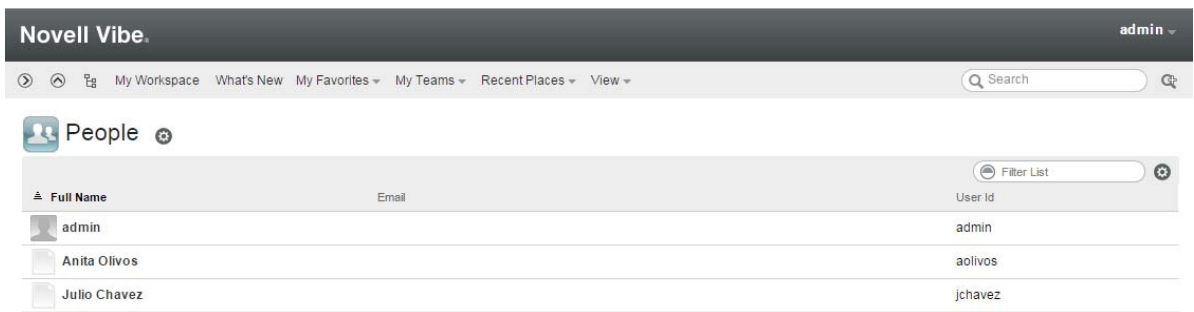 Novell Vibe.
admin
My Workspace What's New My Favorites My Teams Recent Places View
Search
People
Filter List
Full Name Email User Id
admin admin
Anita Olivos aolivos
Julio Chavez jchavez